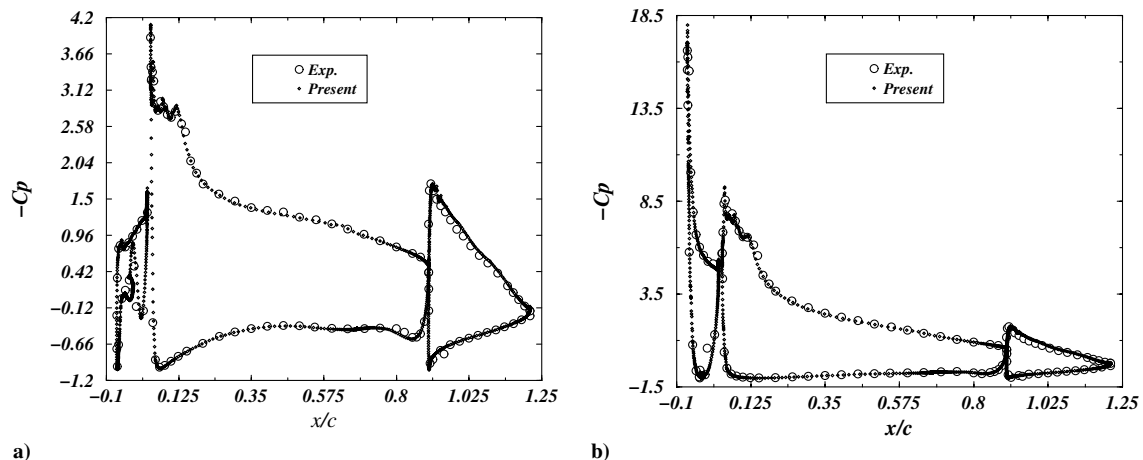 4.2
3.66
3.12
2.58
2.04
1.5
0.96
0.42
−0.12
−0.66
−1.2
−Cp
Exp.
Present
−0.1 0.125 0.35 0.575 0.8 1.025 1.25
x/c
a)
18.5
13.5
8.5
3.5
−1.5
−Cp
Exp.
Present
−0.1 0.125 0.35 0.575 0.8 1.025 1.25
x/c
b)